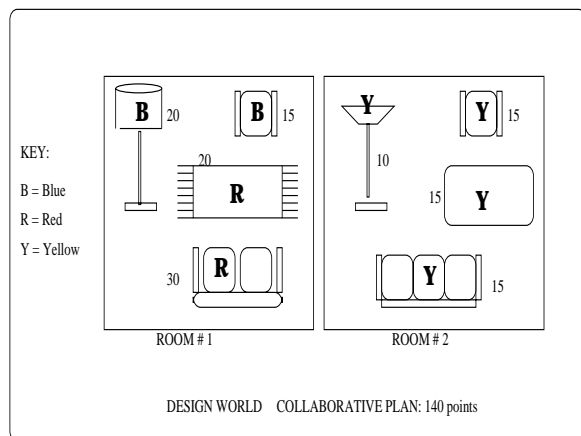 B
20
B
15
Y
Y
15
KEY:
B = Blue
R = Red
Y = Yellow
20
R
10
15
Y
30
R
Y
15
ROOM # 1
ROOM # 2
DESIGN WORLD COLLABORATIVE PLAN: 140 points